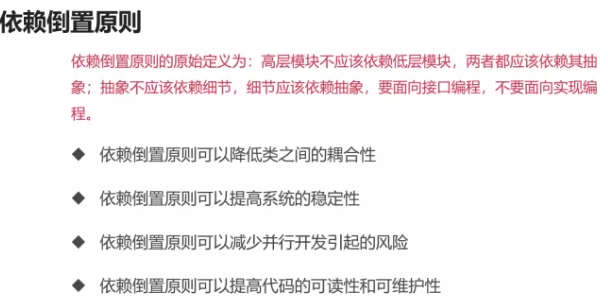 依赖倒置原则
依赖倒置原则的原始定义为：高层模块不应该依赖低层模块，两者都应该依赖其抽
象；抽象不应该依赖细节，细节应该依赖抽象，要面向接口编程，不要面向实现编
程。
◆ 依赖倒置原则可以降低类之间的耦合性
◆ 依赖倒置原则可以提高系统的稳定性
◆ 依赖倒置原则可以减少并行开发引起的风险
◆ 依赖倒置原则可以提高代码的可读性和可维护性